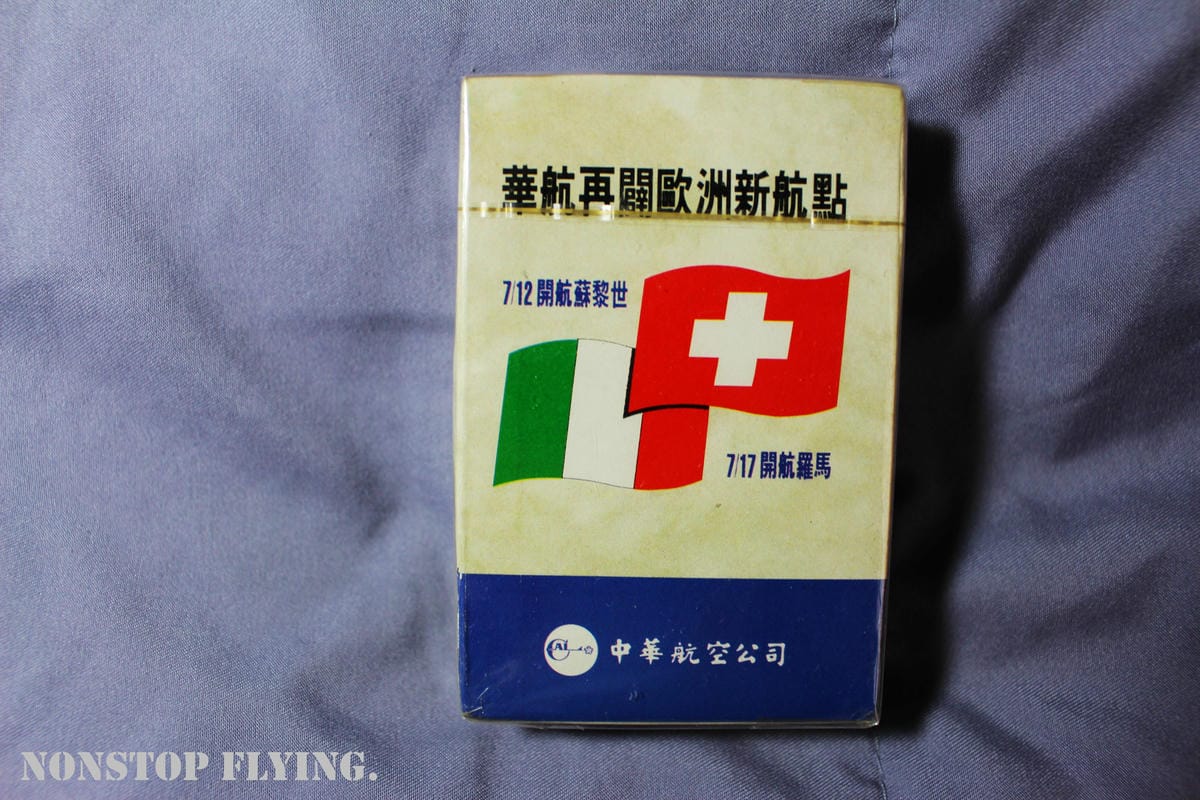 華航再闢歐洲新航點
7/12 開航蘇黎世
7/17 開航羅馬
CAL
中華航空公司
NONSTOP FLYING.